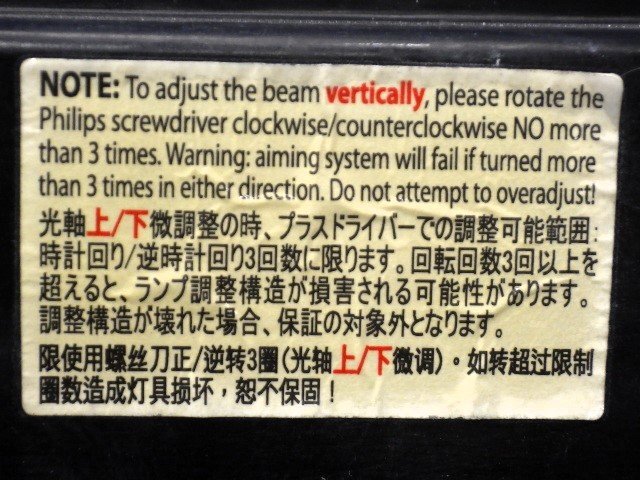 NOTE: To adjust the beam vertically, please rotate the
Philips screwdriver clockwise/counterclockwise NO more
than 3 times. Warning: aiming system will fail if turned more
than 3 times in either direction. Do not attempt to overadjust!
光軸上/下微調整の時、プラスドライバーでの調整可能範囲：
時計回り/逆時計回り3回数に限ります。回転回数3回以上を
超えると、ランプ調整構造が損害される可能性があります。
調整構造が壊れた場合、保証の対象外となります。
限使用螺丝刀正/逆转3圈(光轴上/下微调)。如转超过限制
圈数造成灯具损坏，恕不保固！